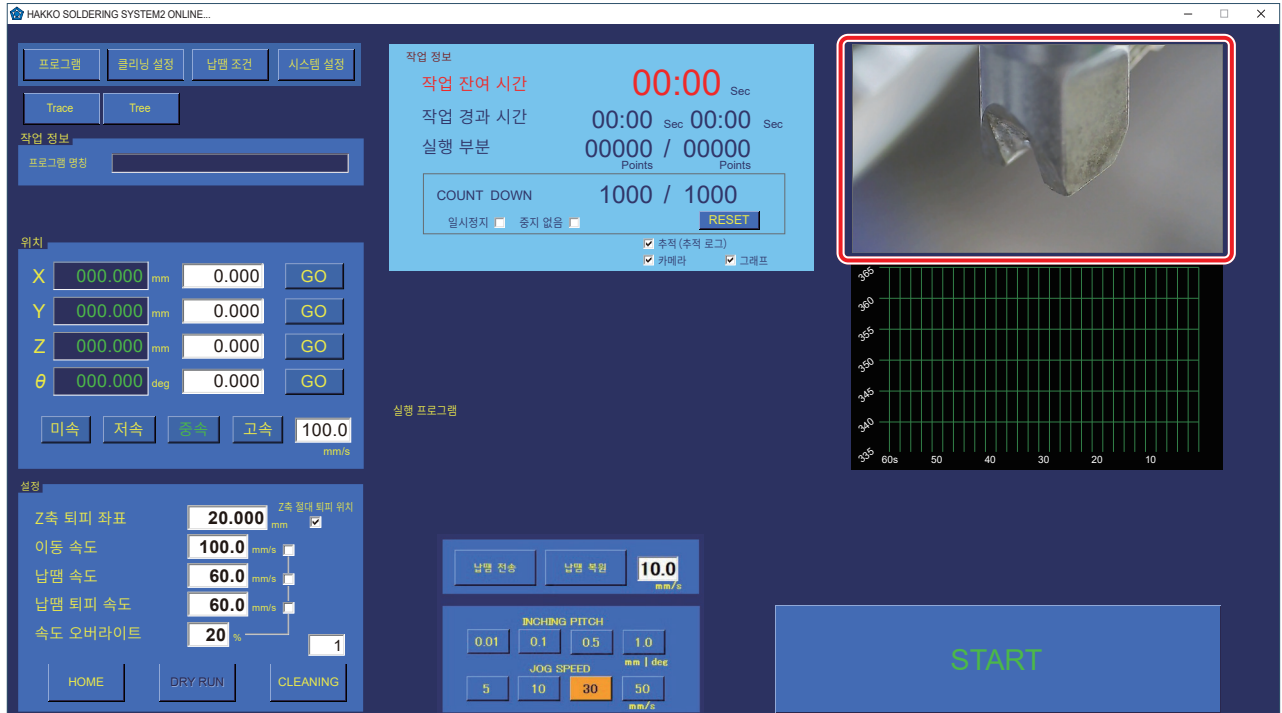 HAKKO SOLDERING SYSTEM2 ONLINE...
프로그램 클리닝 설정 납땜 조건 시스템 설정
Trace Tree
작업 정보
프로그램 명칭
위치
X 000.000 mm 0.000 GO
Y 000.000 mm 0.000 GO
Z 000.000 mm 0.000 GO
θ 000.000 deg 0.000 GO
미속 저속 중속 고속 100.0
mm/s
설정
Z축 절대 퇴피 위치
Z축 퇴피 좌표 20.000 mm
이동 속도 100.0 mm/s
납땜 속도 60.0 mm/s
납땜 퇴피 속도 60.0 mm/s
속도 오버라이트 20 %
1
HOME DRY RUN CLEANING
작업 정보
작업 잔여 시간 00:00 Sec
작업 경과 시간 00:00 Sec 00:00 Sec
실행 부분 00000 / 00000
Points Points
COUNT DOWN 1000 / 1000
일시정지 중지 없음 RESET
추적(추적 로그)
카메라 그래프
실행 프로그램
납땜 전송 납땜 복원 10.0
mm/s
INCHING PITCH
0.01 0.1 0.5 1.0
mm | deg
JOG SPEED
5 10 30 50
mm/s
365
360
355
350
345
340
335
60s 50 40 30 20 10
START